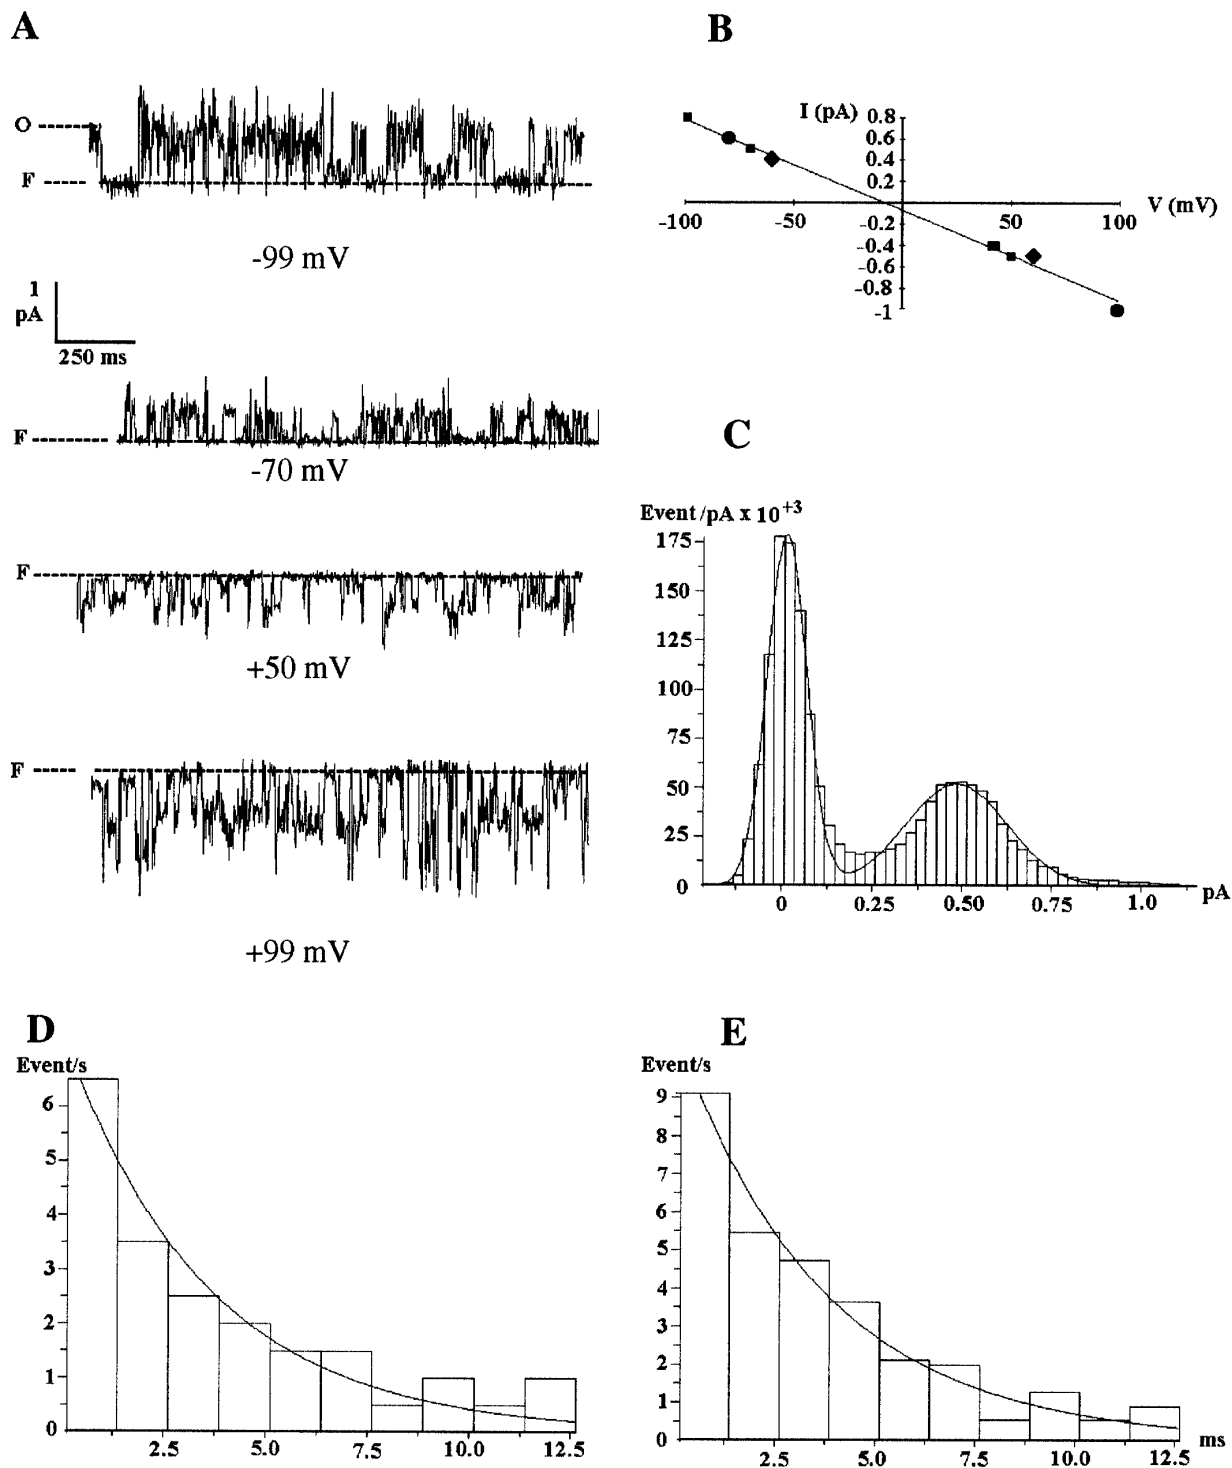 A
O
F
-99 mV
1
pA
250 ms
F
-70 mV
F
+50 mV
F
+99 mV
B
I (pA)
0.8
0.6
0.4
0.2
-100
-50
50
100
V (mV)
-0.2
-0.4
-0.6
-0.8
-1
C
Event/pA x 10+3
175
150
125
100
75
50
25
0
0
0.25
0.50
0.75
1.0
pA
D
Event/s
6
5
4
3
2
1
0
2.5
5.0
7.5
10.0
12.5
E
Event/s
9
8
7
6
5
4
3
2
1
0
2.5
5.0
7.5
10.0
12.5
ms